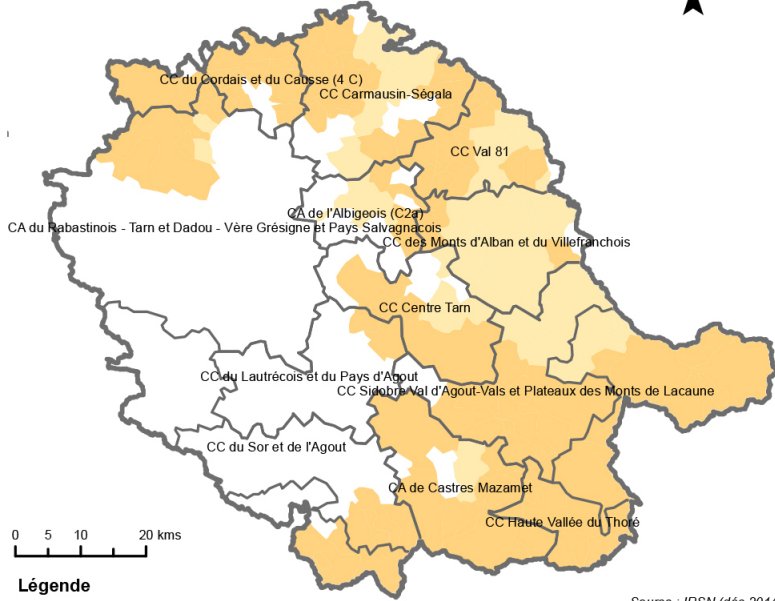 CC du Cordais et du Causse (4 C)
CC Carmausin-Ségala
CC Val 81
CA de l'Albigeois (C2a)
CA du Rabastinois - Tarn et Dadou - Vère Grésigne et Pays Salvagnacois
CC des Monts d'Alban et du Villefranchois
CC Centre Tarn
CC du Lautrécois et du Pays d'Agout
CC Sidobre Val d'Agout-Vals et Plateaux des Monts de Lacaune
CC du Sor et de l'Agout
CA de Castres Mazamet
CC Haute Vallée du Thoré
0 5 10 20 kms
Légende
Source : IRSN (déc 201